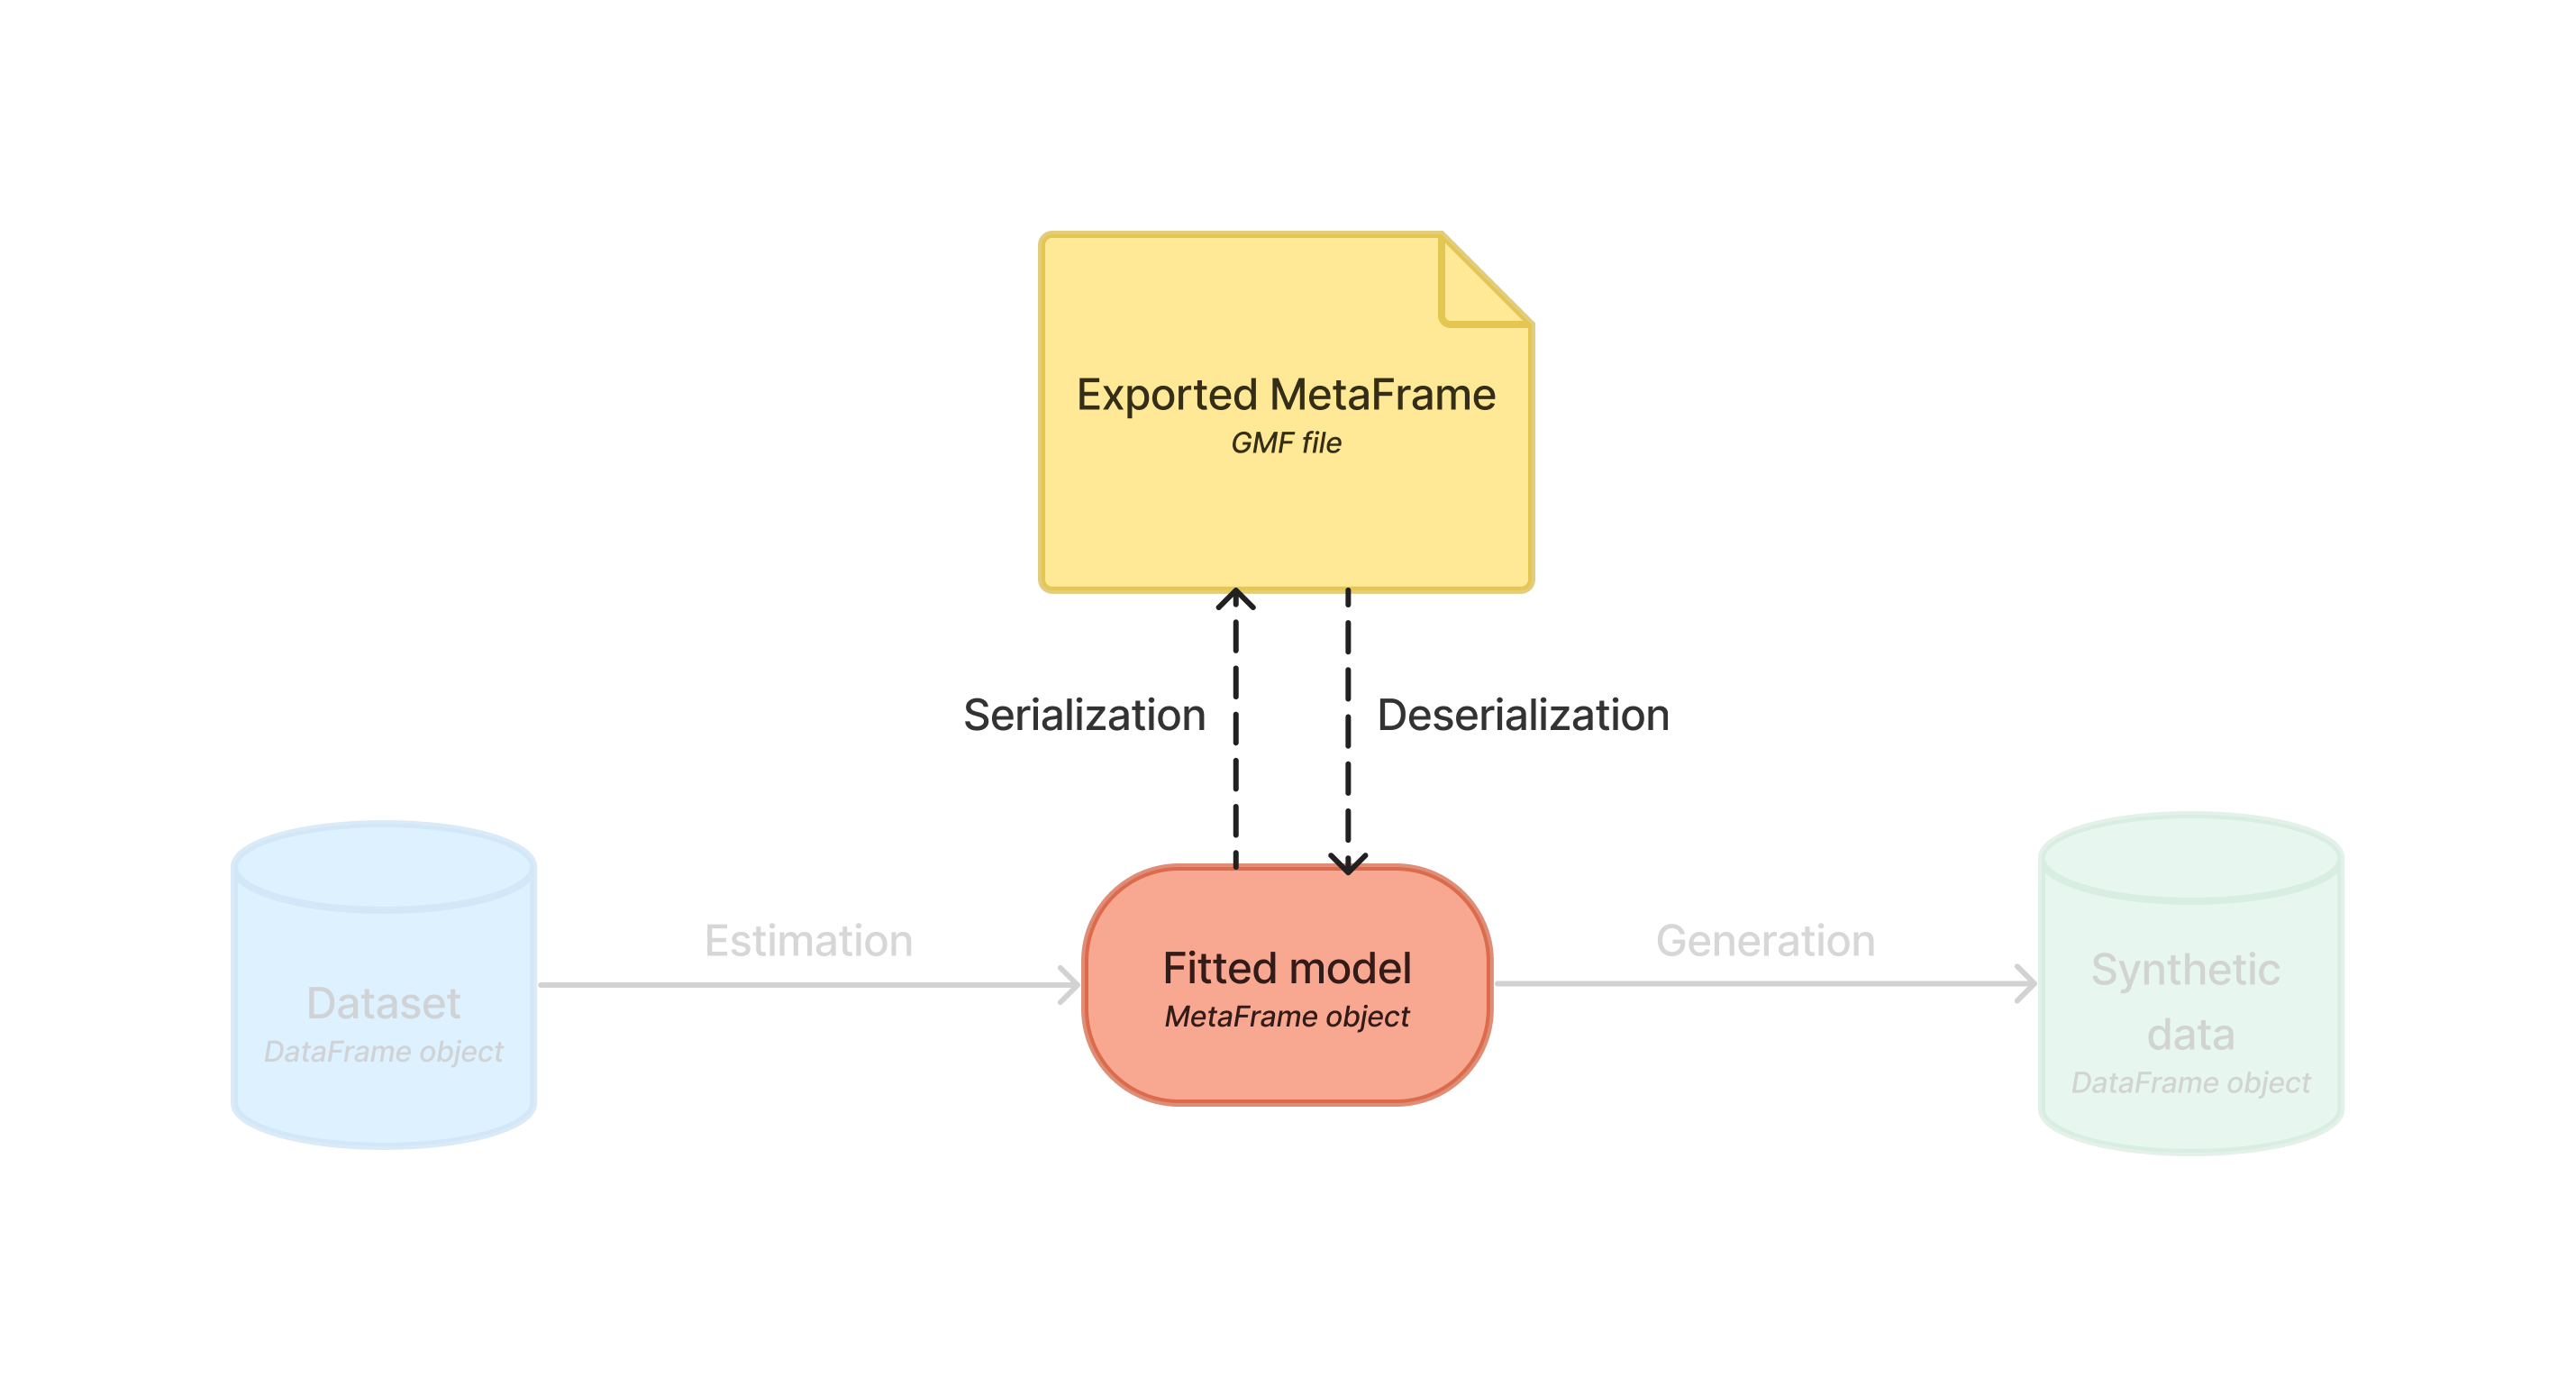 Exported MetaFrame
GMF file
Serialization
Deserialization
Estimation
Generation
Dataset
DataFrame object
Fitted model
MetaFrame object
Synthetic
data
DataFrame object